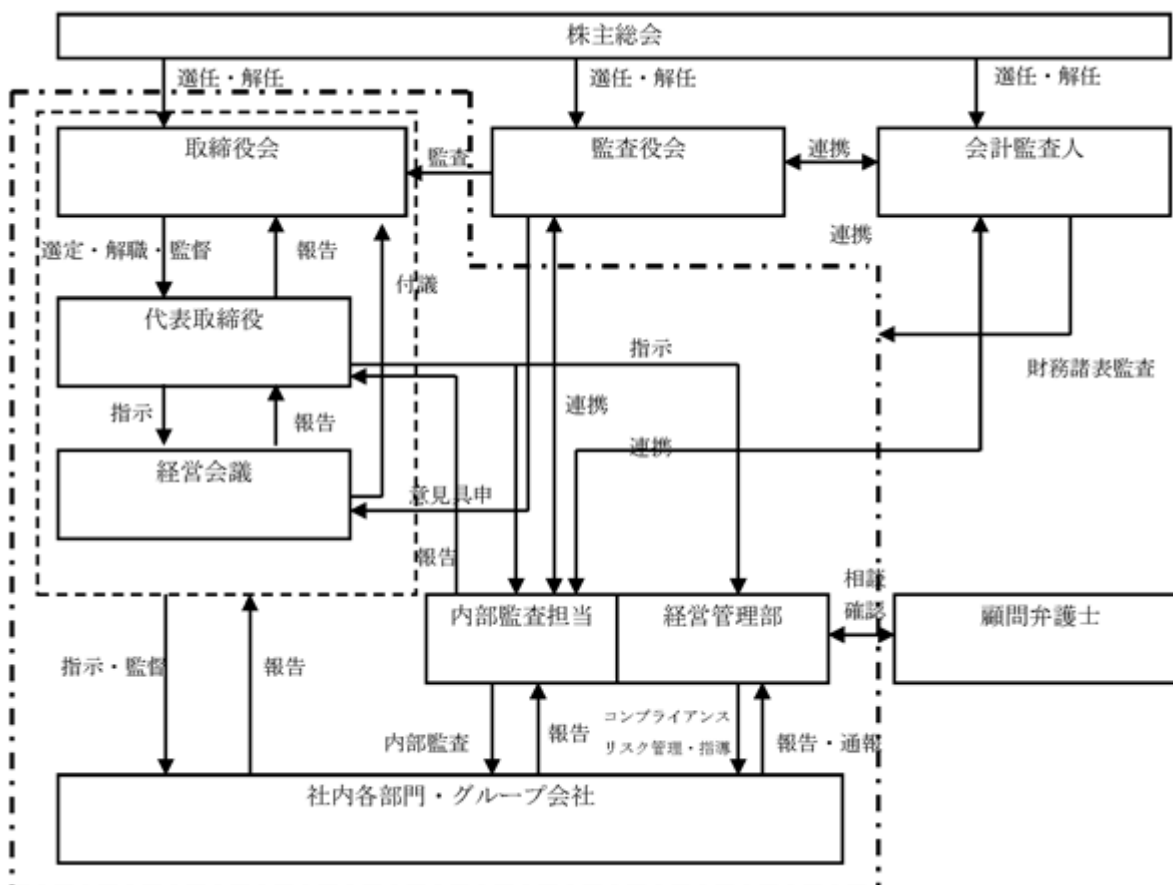 株主総会
選任・解任
選任・解任
選任・解任
取締役会
監査
監査役会
連携
会計監査人
選定・解職・監督
報告
付議
連携
代表取締役
指示
財務諸表監査
指示
報告
連携
連携
経営会議
意見具申
報告
内部監査担当
経営管理部
相談
確認
顧問弁護士
指示・監督
報告
内部監査
報告
コンプライアンス
リスク管理・指導
報告・通報
社内各部門・グループ会社